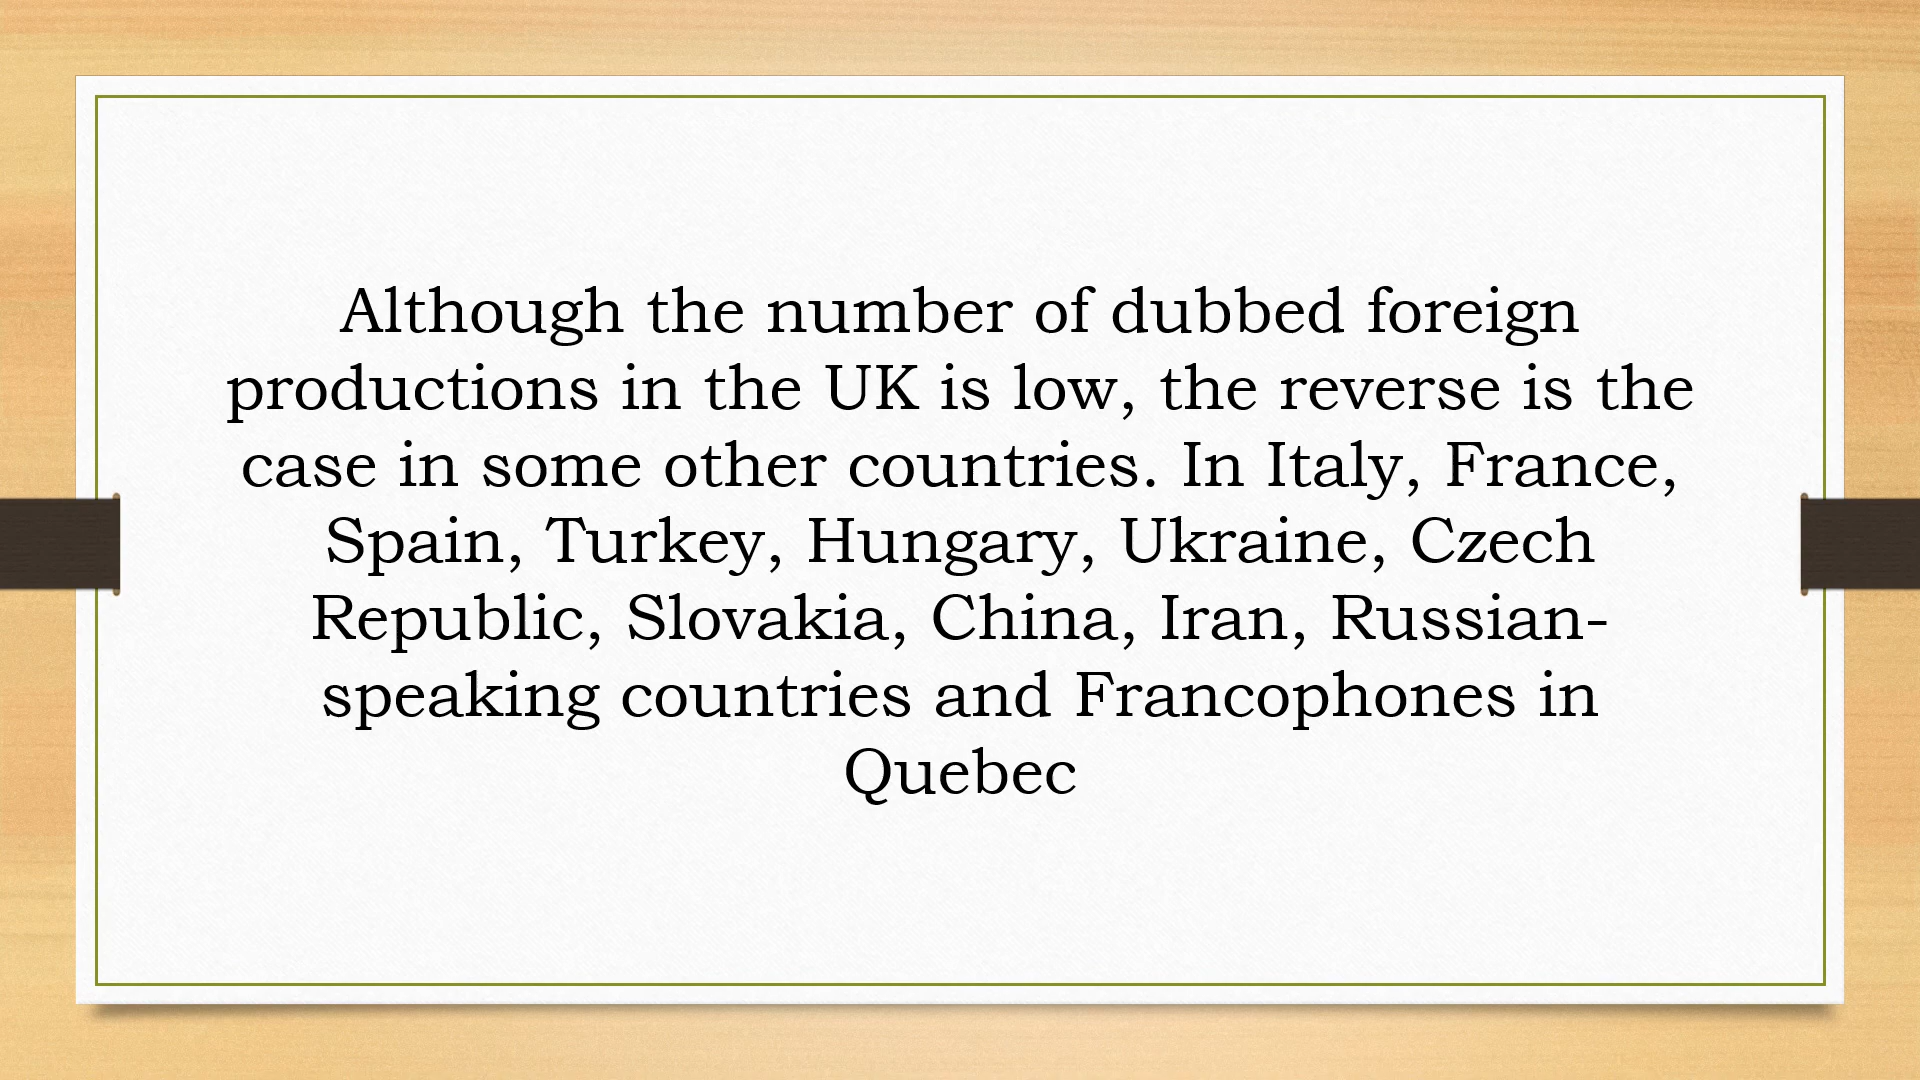 Although the number of dubbed foreign
productions in the UK is low, the reverse is the
case in some other countries. In Italy, France,
Spain, Turkey, Hungary, Ukraine, Czech
Republic, Slovakia, China, Iran, Russian-
speaking countries and Francophones in
Quebec